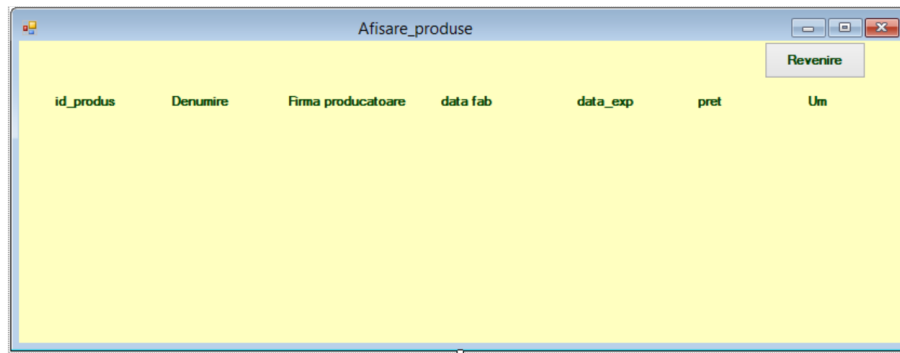 Afisare_produse
Revenire
id_produs Denumire Firma producatoare data fab data_exp pret Um